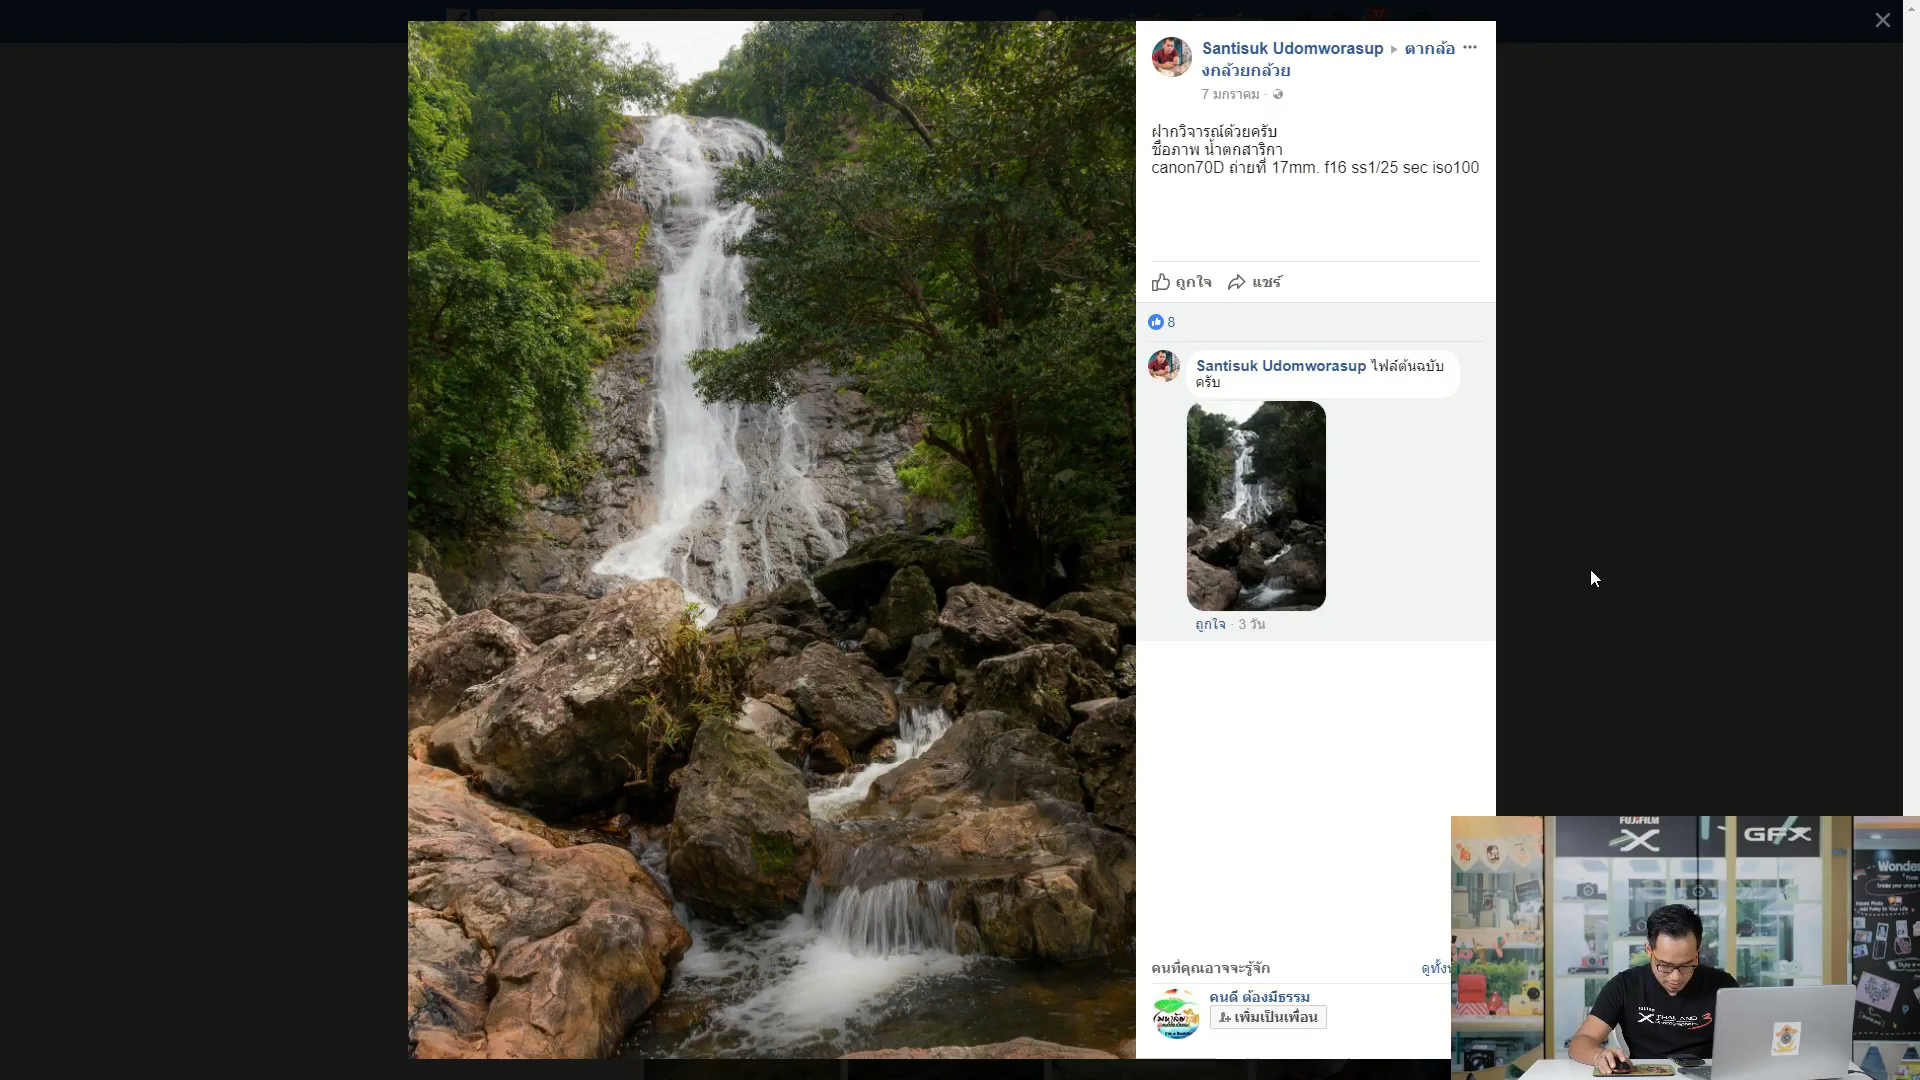 Santisuk Udomworasup ▸ ตากล้อ
งกล้วยกล้วย
7 มกราคม ·
ฝากวิจารณ์ด้วยครับ
ชื่อภาพ น้ำตกสาริกา
canon70D ถ่ายที่ 17mm. f16 ss1/25 sec iso100
ถูกใจ แชร์
8
Santisuk Udomworasup ไฟล์ต้นฉบับ
ครับ
ถูกใจ · 3 วัน
คนที่คุณอาจจะรู้จัก
คนดี ต้องมีธรรม
เพิ่มเป็นเพื่อน
FUJIFILM
X
GFX
Wonder
X THAILAND 3